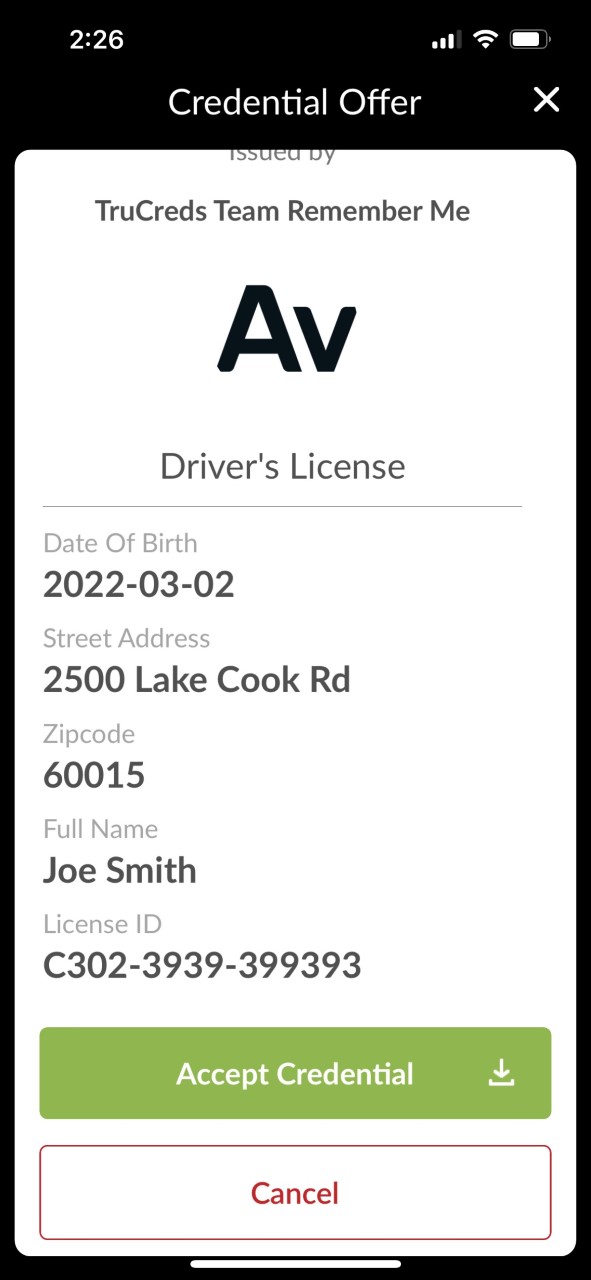 2:26
Credential Offer
Issued by
TruCreds Team Remember Me
Av
Driver's License
Date Of Birth
2022-03-02
Street Address
2500 Lake Cook Rd
Zipcode
60015
Full Name
Joe Smith
License ID
C302-3939-399393
Accept Credential
Cancel